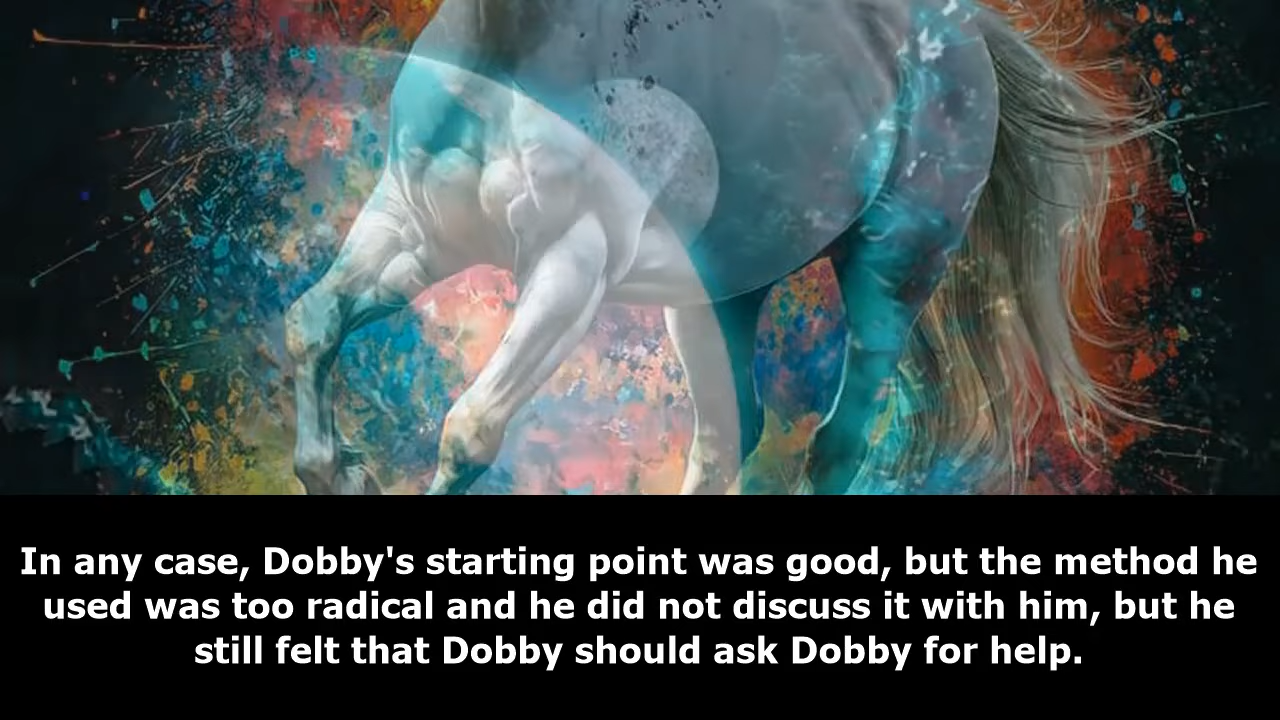 In any case, Dobby's starting point was good, but the method he
used was too radical and he did not discuss it with him, but he
still felt that Dobby should ask Dobby for help.